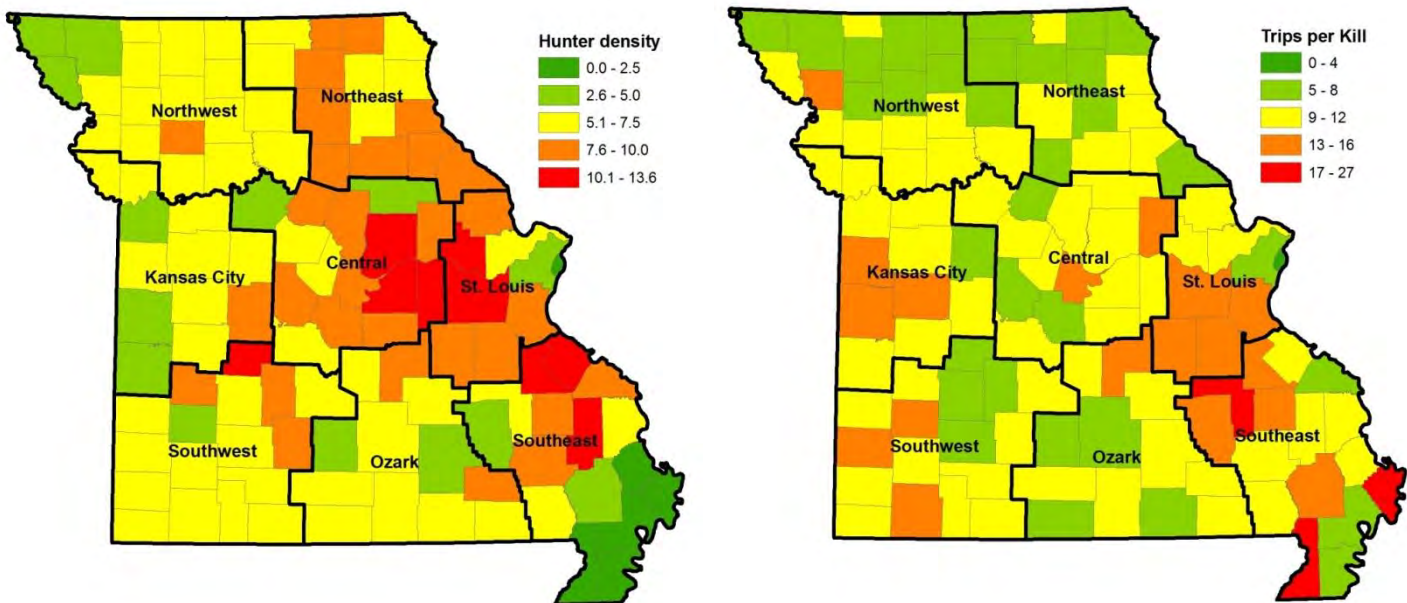 Hunter density
0.0 - 2.5
2.6 - 5.0
5.1 - 7.5
7.6 - 10.0
10.1 - 13.6
Northwest
Northeast
Kansas City
Central
St. Louis
Southwest
Ozark
Southeast
Trips per Kill
0 - 4
5 - 8
9 - 12
13 - 16
17 - 27
Northwest
Northeast
Kansas City
Central
St. Louis
Southwest
Ozark
Southeast